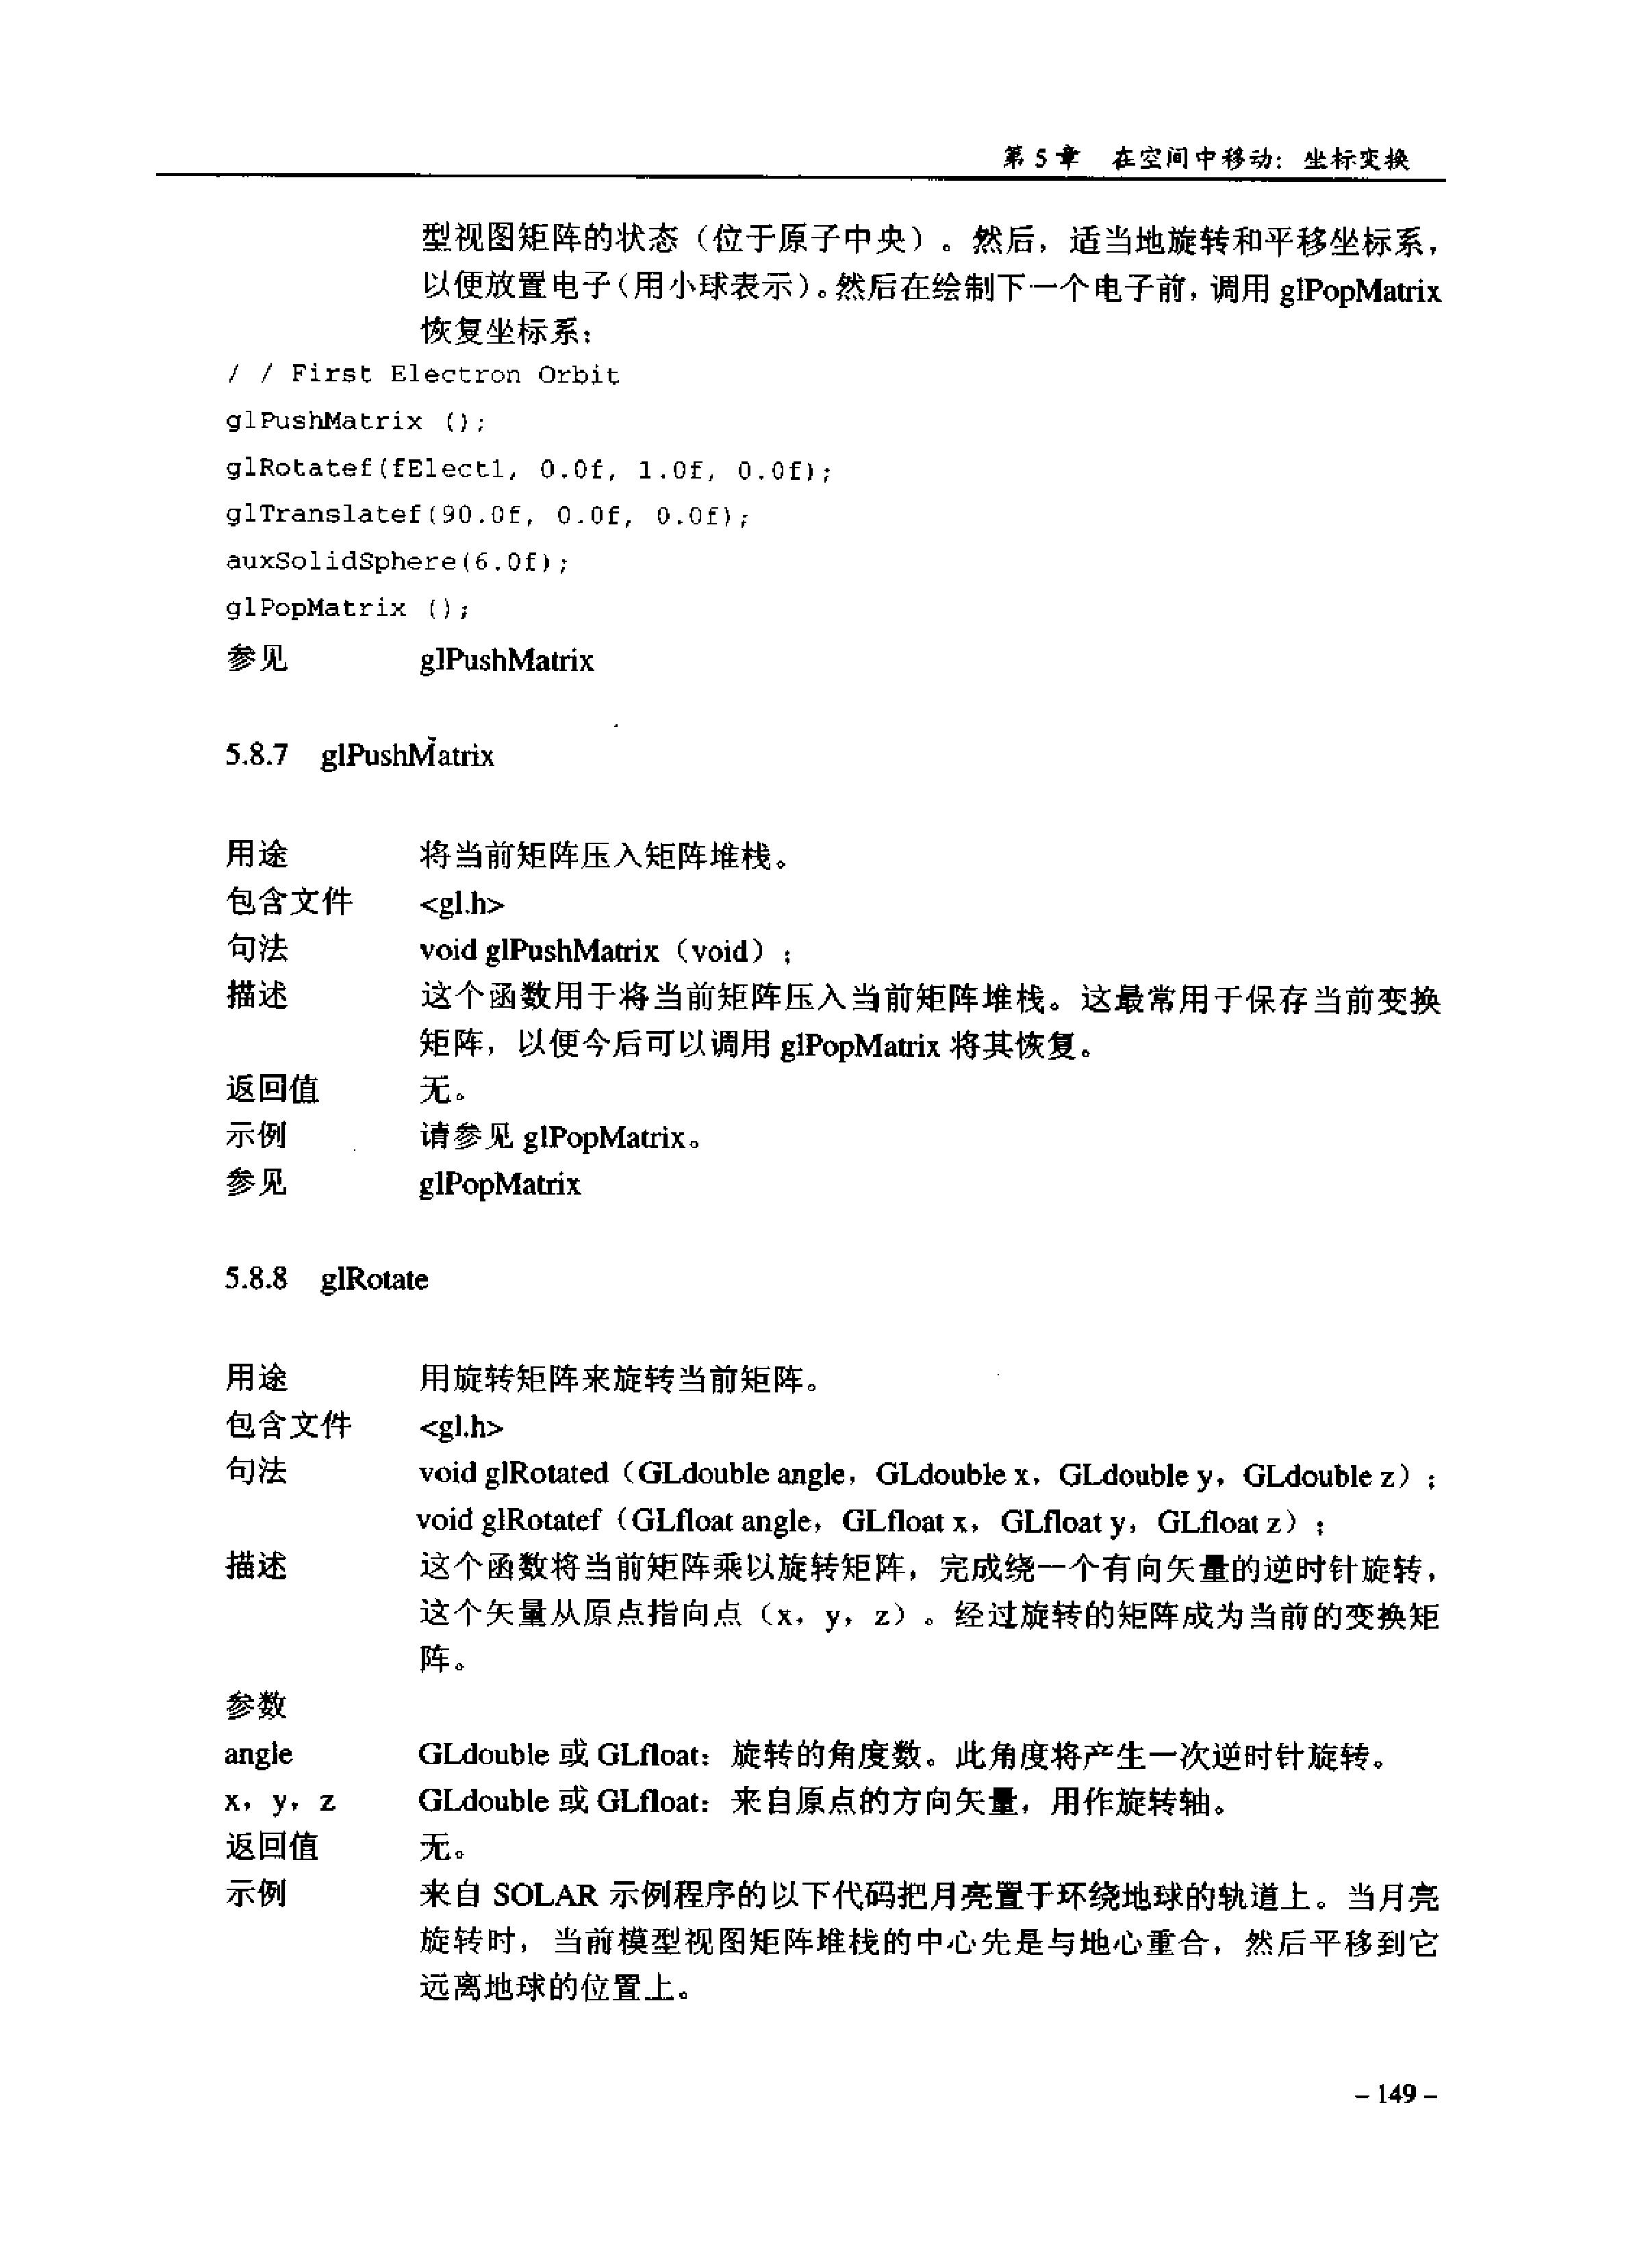 第 5 章 在空间中移动：坐标变换
型视图矩阵的状态（位于原子中央）。然后，适当地旋转和平移坐标系，
以便放置电子（用小球表示）。然后在绘制下一个电子前，调用 glPopMatrix
恢复坐标系：
/ / First Electron Orbit
glPushMatrix ();
glRotatef(fElect1, 0.0f, 1.0f, 0.0f);
glTranslatef(90.0f, 0.0f, 0.0f);
auxSolidSphere(6.0f);
glPopMatrix ();
参见 glPushMatrix
5.8.7 glPushMatrix
用途 将当前矩阵压入矩阵堆栈。
包含文件 <gl.h>
句法 void glPushMatrix（void）；
描述 这个函数用于将当前矩阵压入当前矩阵堆栈。这最常用于保存当前变换
矩阵，以便今后可以调用 glPopMatrix 将其恢复。
返回值 无。
示例 请参见 glPopMatrix。
参见 glPopMatrix
5.8.8 glRotate
用途 用旋转矩阵来旋转当前矩阵。
包含文件 <gl.h>
句法 void glRotated（GLdouble angle，GLdouble x，GLdouble y，GLdouble z）；
void glRotatef（GLfloat angle，GLfloat x，GLfloat y，GLfloat z）；
描述 这个函数将当前矩阵乘以旋转矩阵，完成绕一个有向矢量的逆时针旋转，
这个矢量从原点指向点（x，y，z）。经过旋转的矩阵成为当前的变换矩
阵。
参数
angle GLdouble 或 GLfloat：旋转的角度数。此角度将产生一次逆时针旋转。
x，y，z GLdouble 或 GLfloat：来自原点的方向矢量，用作旋转轴。
返回值 无。
示例 来自 SOLAR 示例程序的以下代码把月亮置于环绕地球的轨道上。当月亮
旋转时，当前模型视图矩阵堆栈的中心先是与地心重合，然后平移到它
远离地球的位置上。
– 149 –